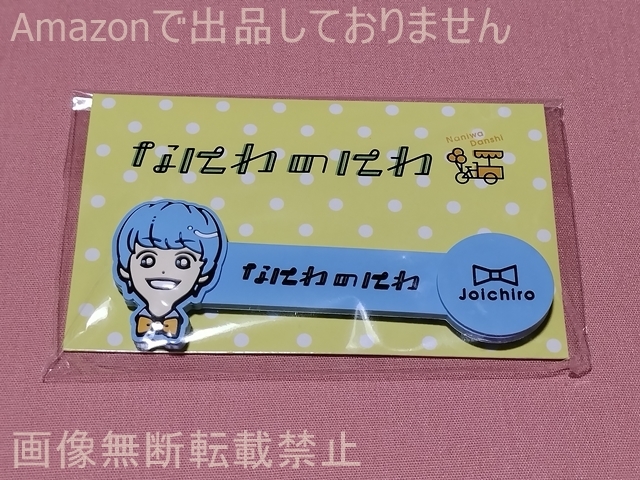 Amazonで出品しておりません
なにわのにわ
Naniwa
Danshi
なにわのにわ
Joichiro
画像無断転載禁止